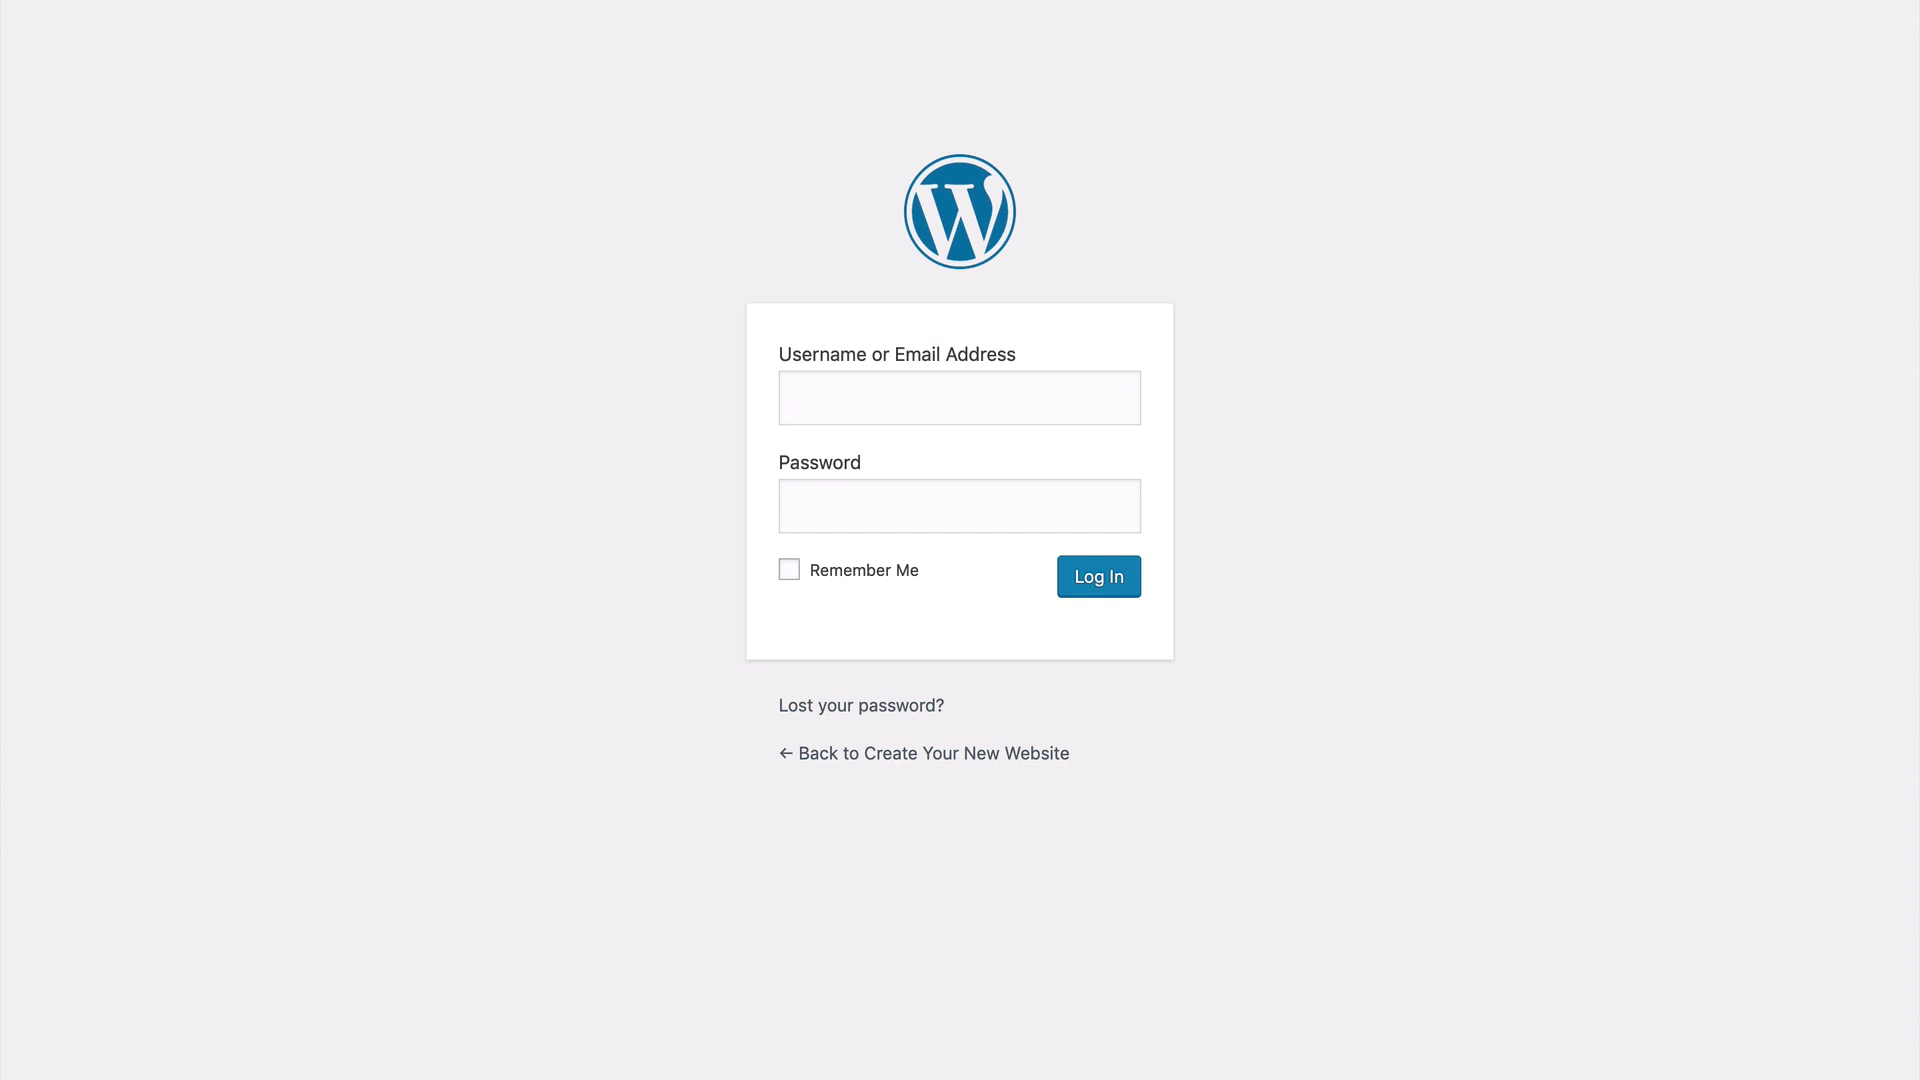 Username or Email Address
Password
Remember Me
Log In
Lost your password?
← Back to Create Your New Website